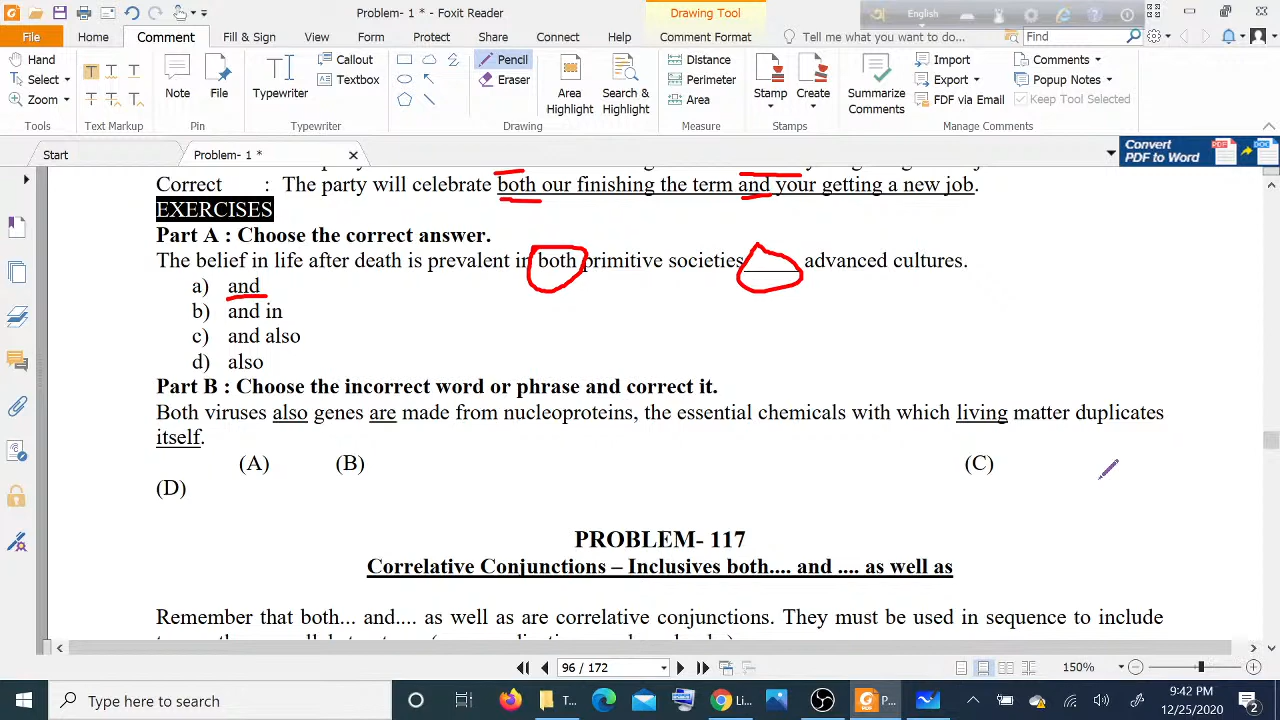 Problem- 1 * - Foxit Reader
Drawing Tool
English
File Home Comment Fill & Sign View Form Protect Share Connect Help Comment Format Tell me what you want to do... Find
Hand
Select
Zoom
Tools
Text Markup
Note
File
Pin
Typewriter
Callout
Textbox
Typewriter
Pencil
Eraser
Drawing
Area Highlight
Search & Highlight
Distance
Perimeter
Area
Measure
Stamp
Create
Stamps
Summarize Comments
Import
Export
FDF via Email
Comments
Popup Notes
Keep Tool Selected
Manage Comments
Start
Problem- 1 *
Convert
PDF to Word
Correct : The party will celebrate both our finishing the term and your getting a new job.
EXERCISES
Part A : Choose the correct answer.
The belief in life after death is prevalent in both primitive societies_____ advanced cultures.
a) and
b) and in
c) and also
d) also
Part B : Choose the incorrect word or phrase and correct it.
Both viruses also genes are made from nucleoproteins, the essential chemicals with which living matter duplicates
itself.
(A) (B) (C)
(D)
PROBLEM- 117
Correlative Conjunctions – Inclusives both.... and .... as well as
Remember that both... and.... as well as are correlative conjunctions. They must be used in sequence to include
96 / 172
150%
Type here to search
T...
Li...
P...
9:42 PM
12/25/2020
2